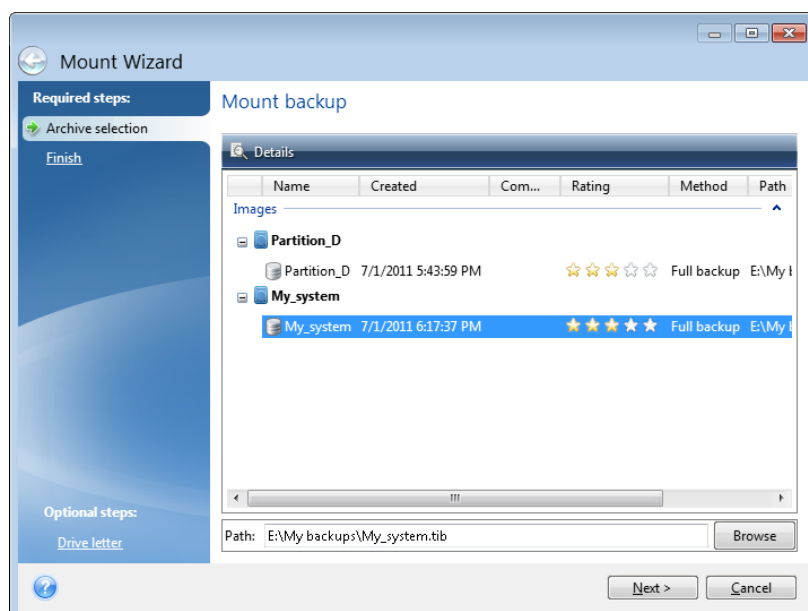 Mount Wizard
Required steps:
Archive selection
Finish
Mount backup
Details
Name Created Com... Rating Method Path
Images
Partition_D
Partition_D 7/1/2011 5:43:59 PM Full backup E:\My
My_system
My_system 7/1/2011 6:17:37 PM Full backup E:\My
Optional steps:
Drive letter
Path: E:\My backups\My_system.tib Browse
Next > Cancel